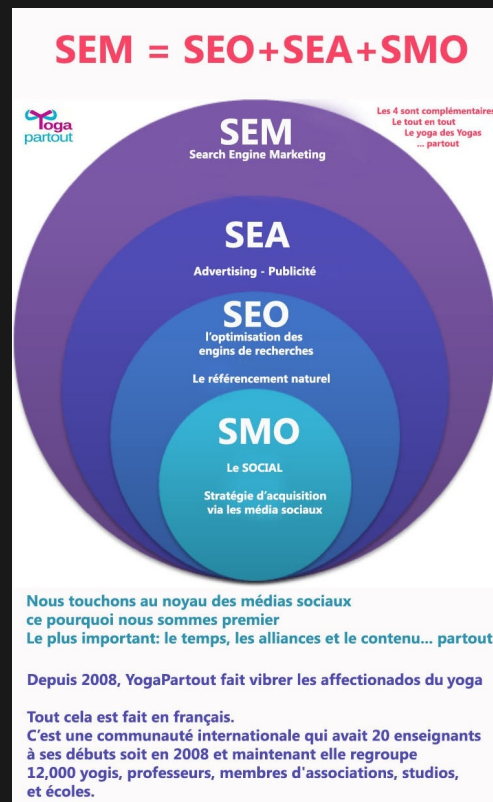 SEM = SEO+SEA+SMO
Yoga
partout
Les 4 sont complémentaires
Le tout en tout
Le yoga des Yogas
... partout
SEM
Search Engine Marketing
SEA
Advertising - Publicité
SEO
l'optimisation des
engins de recherches
Le référencement naturel
SMO
Le SOCIAL
Stratégie d'acquisition
via les média sociaux
Nous touchons au noyau des médias sociaux
ce pourquoi nous sommes premier
Le plus important: le temps, les alliances et le contenu... partout
Depuis 2008, YogaPartout fait vibrer les affectionados du yoga
Tout cela est fait en français.
C'est une communauté internationale qui avait 20 enseignants
à ses débuts soit en 2008 et maintenant elle regroupe
12,000 yogis, professeurs, membres d'associations, studios,
et écoles.